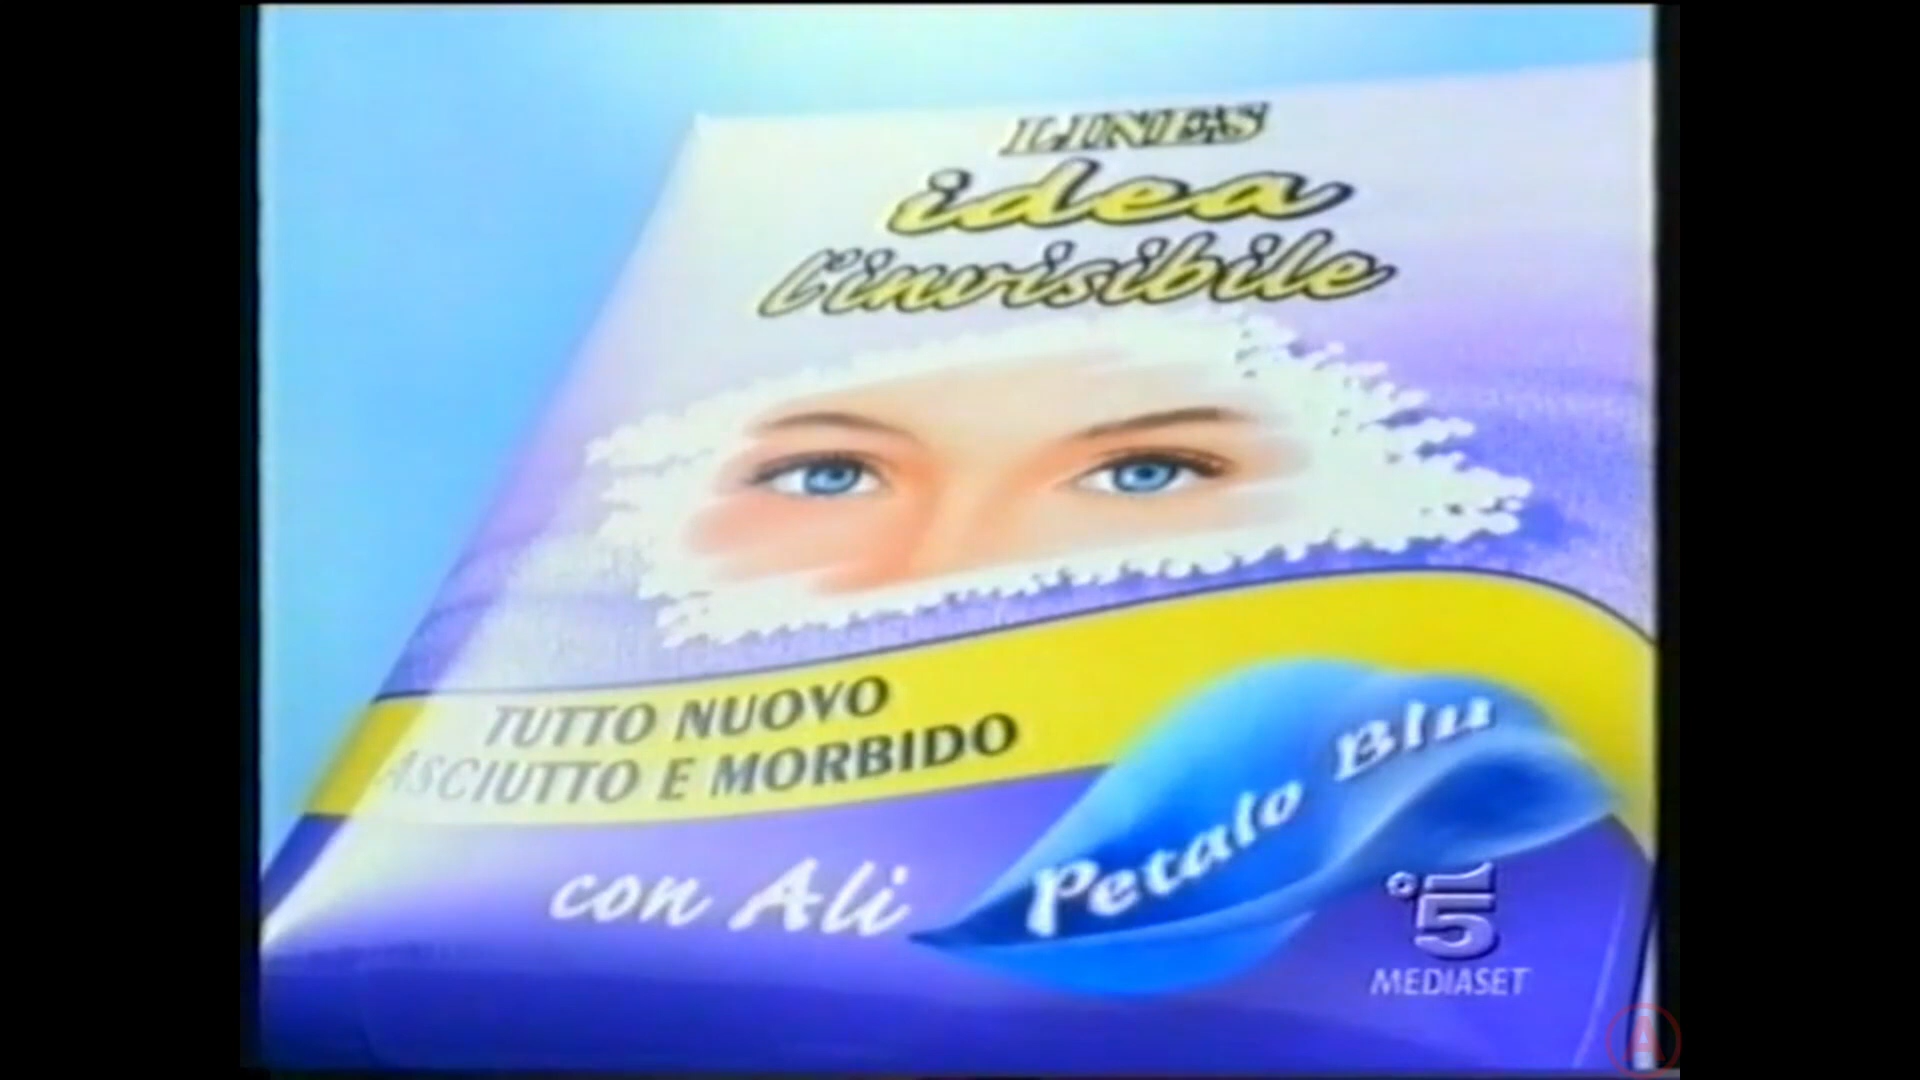 LINES
idea
l'invisibile
TUTTO NUOVO
ASCIUTTO E MORBIDO
con Ali Petalo Blu
5
MEDIASET
A